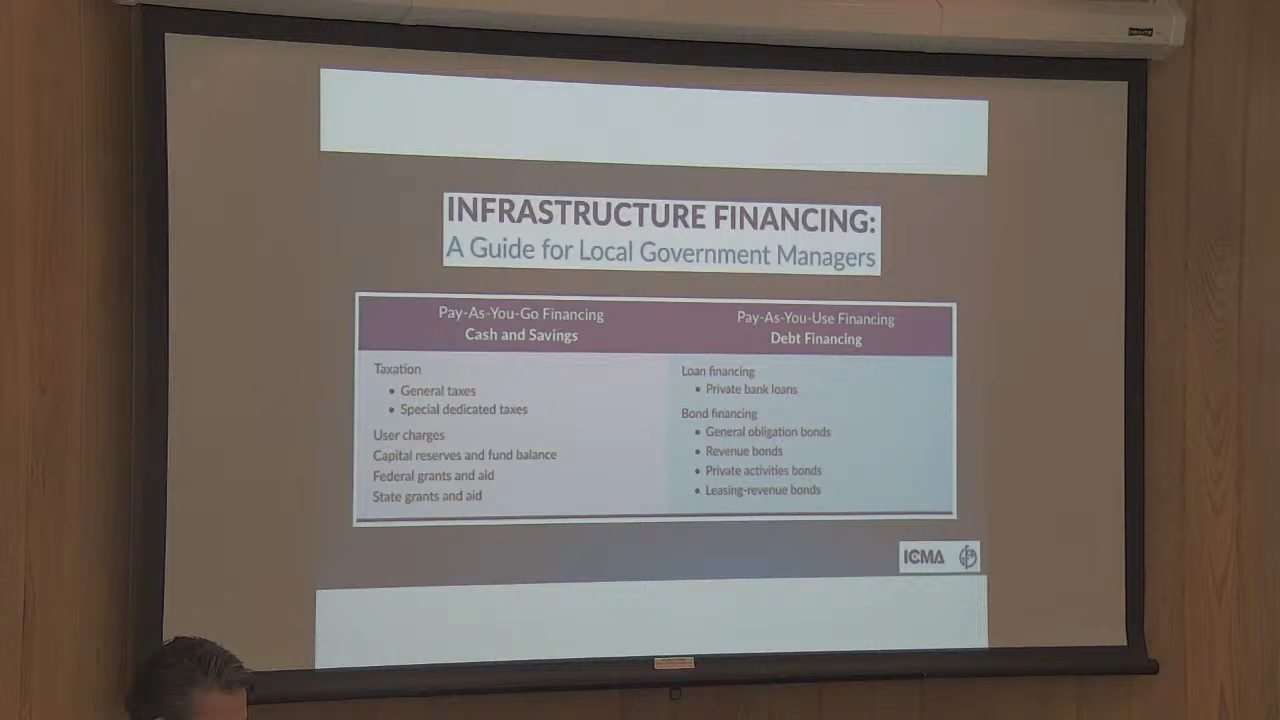 INFRASTRUCTURE FINANCING:
A Guide for Local Government Managers
Pay-As-You-Go Financing
Cash and Savings
Taxation
• General taxes
• Special dedicated taxes
User charges
Capital reserves and fund balance
Federal grants and aid
State grants and aid
Pay-As-You-Use Financing
Debt Financing
Loan financing
• Private bank loans
Bond financing
• General obligation bonds
• Revenue bonds
• Private activities bonds
• Leasing-revenue bonds
ICMA